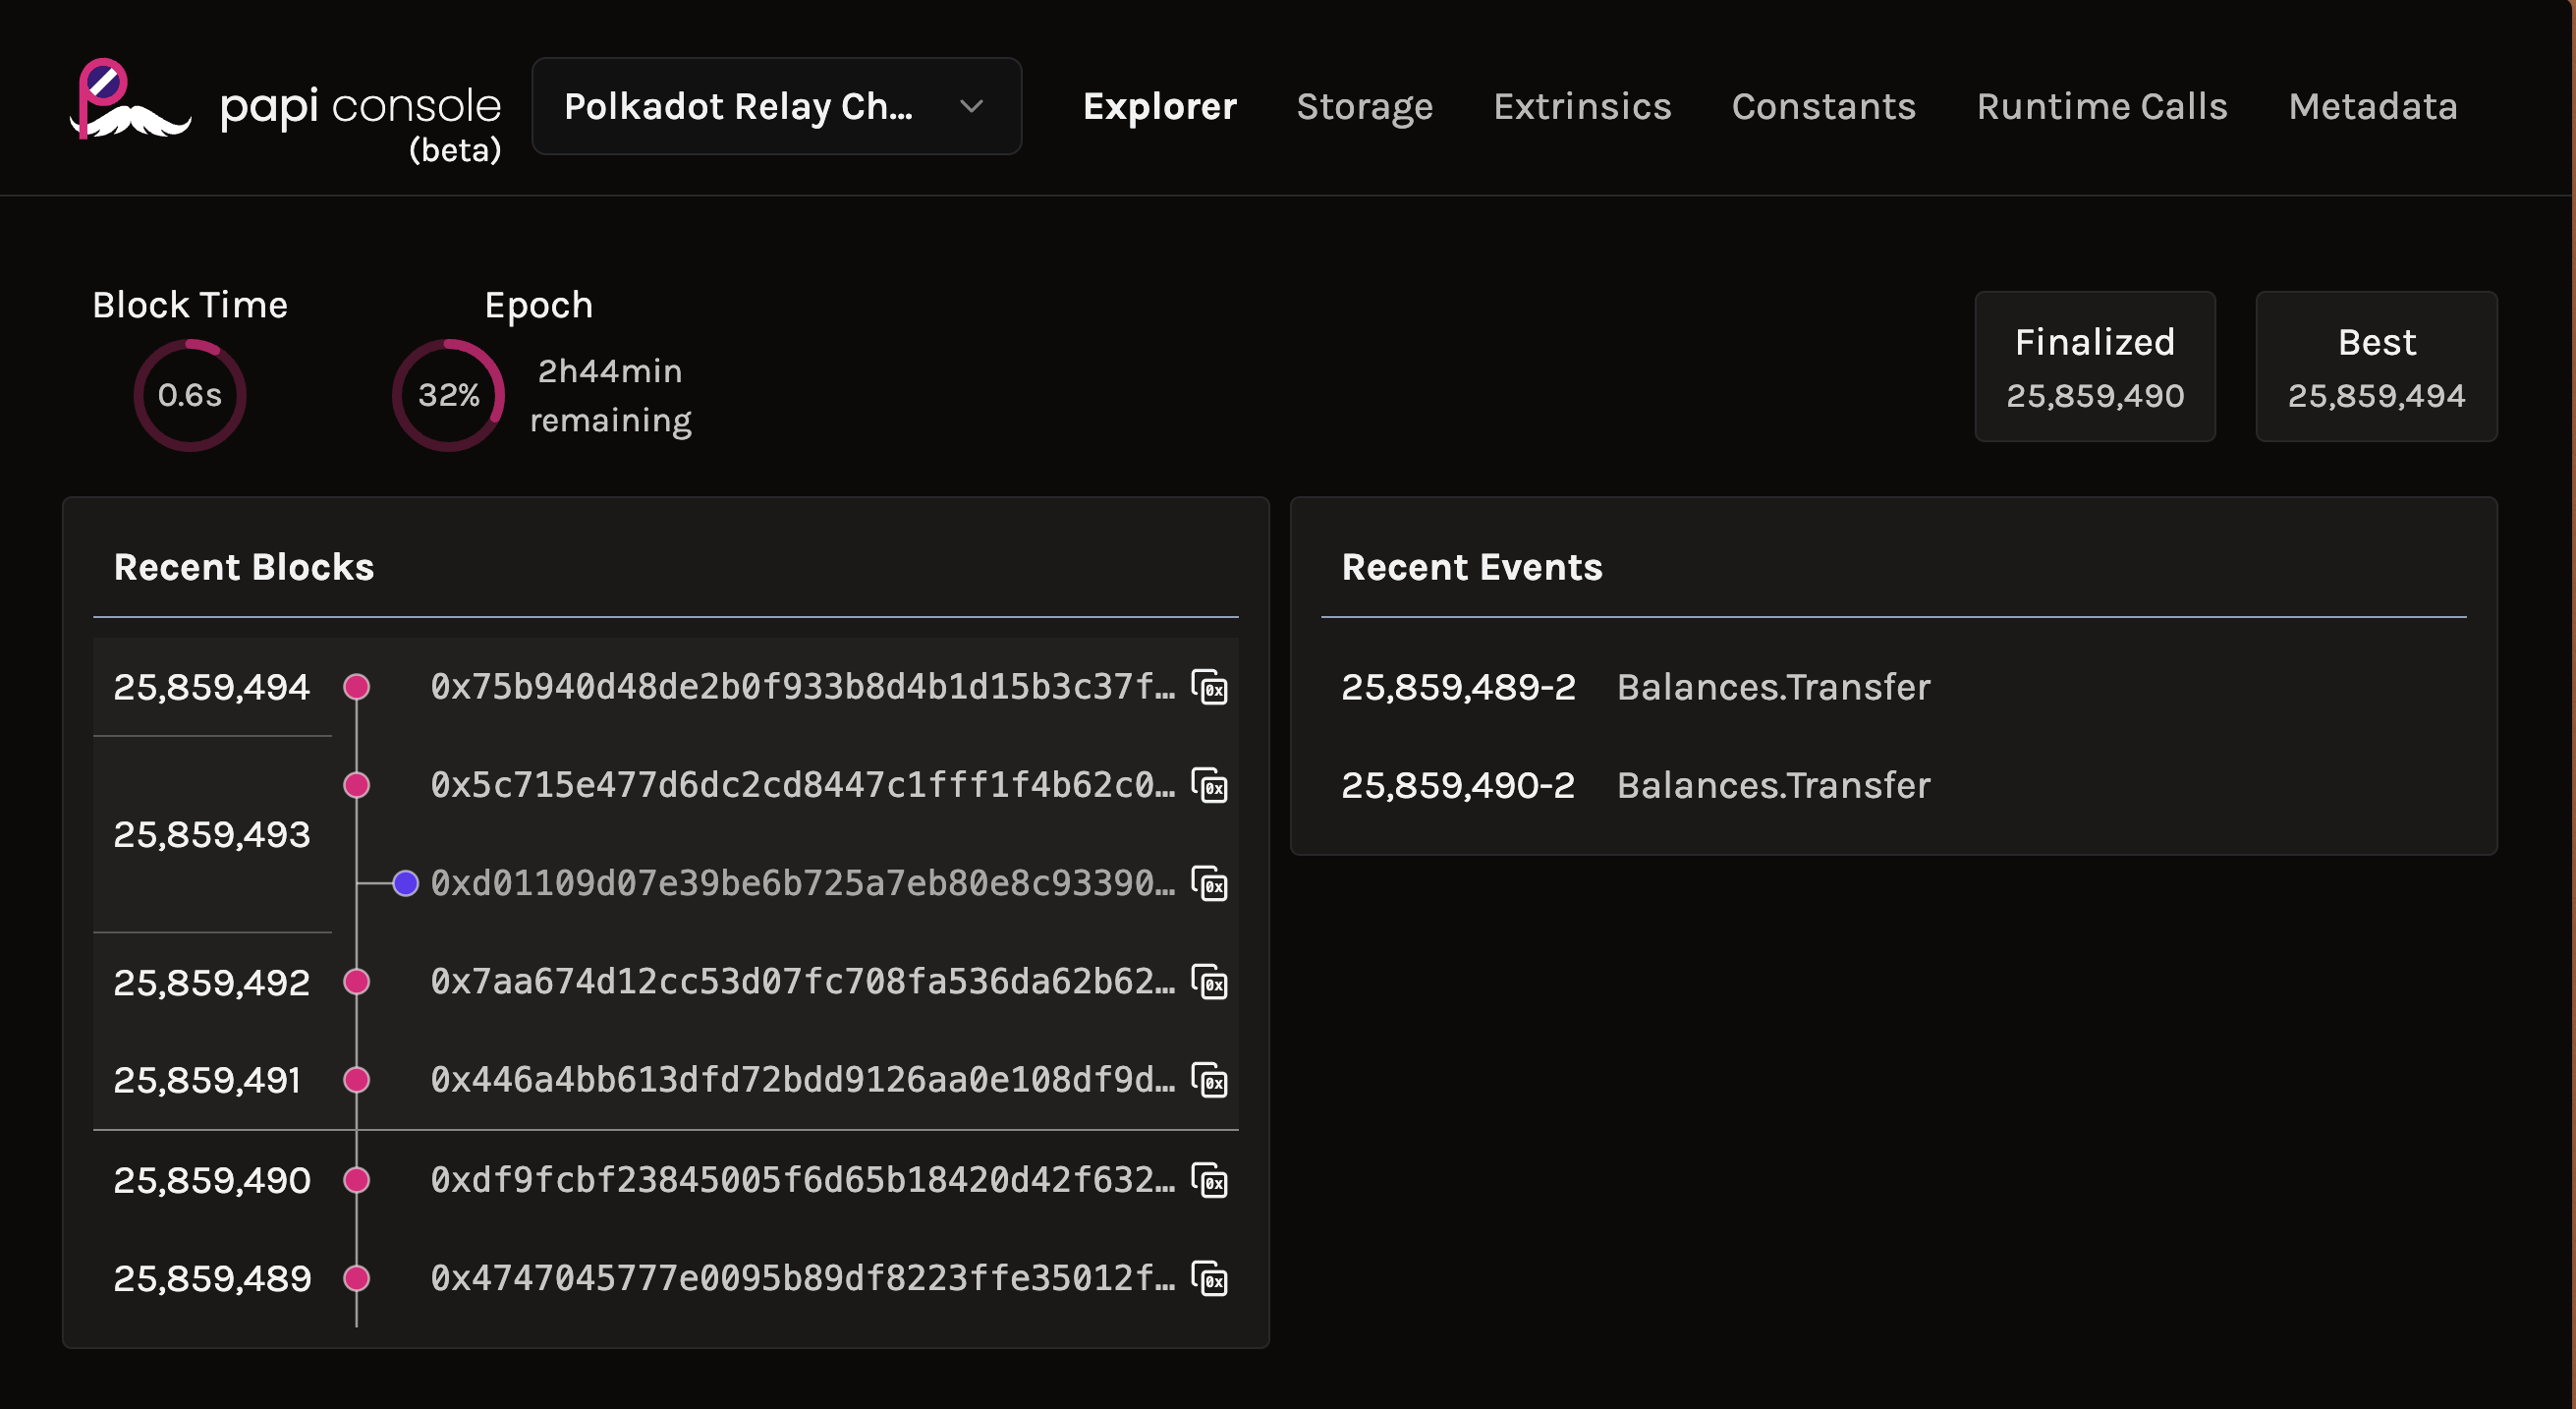 papi console
(beta)
Polkadot Relay Ch...
Explorer
Storage
Extrinsics
Constants
Runtime Calls
Metadata
Block Time
0.6s
Epoch
32%
2h44min
remaining
Finalized
25,859,490
Best
25,859,494
Recent Blocks
25,859,494 0x75b940d48de2b0f933b8d4b1d15b3c37f…
25,859,493
0x5c715e477d6dc2cd8447c1fff1f4b62c0…
0xd01109d07e39be6b725a7eb80e8c93390…
25,859,492 0x7aa674d12cc53d07fc708fa536da62b62…
25,859,491 0x446a4bb613dfd72bdd9126aa0e108df9d…
25,859,490 0xdf9fcbf23845005f6d65b18420d42f632…
25,859,489 0x4747045777e0095b89df8223ffe35012f…
Recent Events
25,859,489-2 Balances.Transfer
25,859,490-2 Balances.Transfer